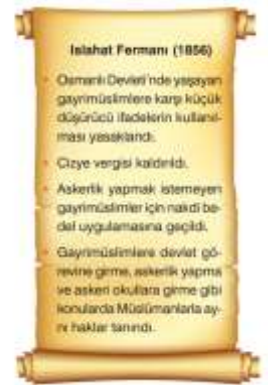 Islahat Fermanı (1856)
• Osmanlı Devleti'nde yaşayan
gayrimüslimlere karşı küçük
düşürücü ifadelerin kullanıl-
ması yasaklandı.
• Cizye vergisi kaldırıldı.
• Askerlik yapmak istemeyen
gayrimüslimler için nakdî be-
del uygulamasına geçildi.
• Gayrimüslimlere devlet gö-
revine girme, askerlik yapma
ve askerî okullara girme gibi
konularda Müslümanlarla ay-
nı haklar tanındı.